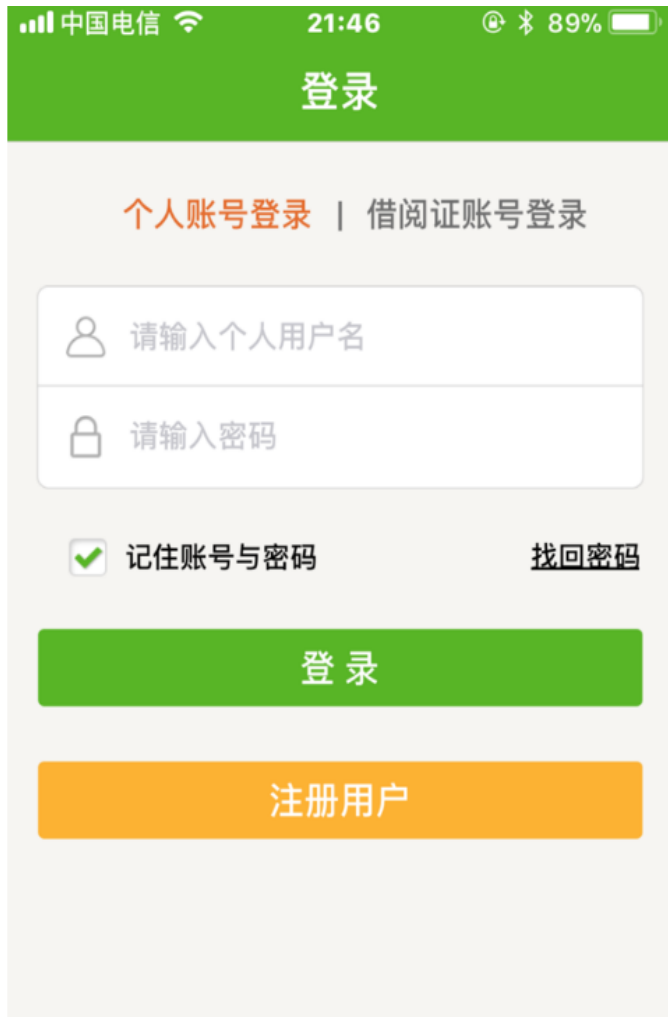 中国电信 21:46 89%
登录
个人账号登录 | 借阅证账号登录
请输入个人用户名
请输入密码
记住账号与密码 找回密码
登 录
注册用户